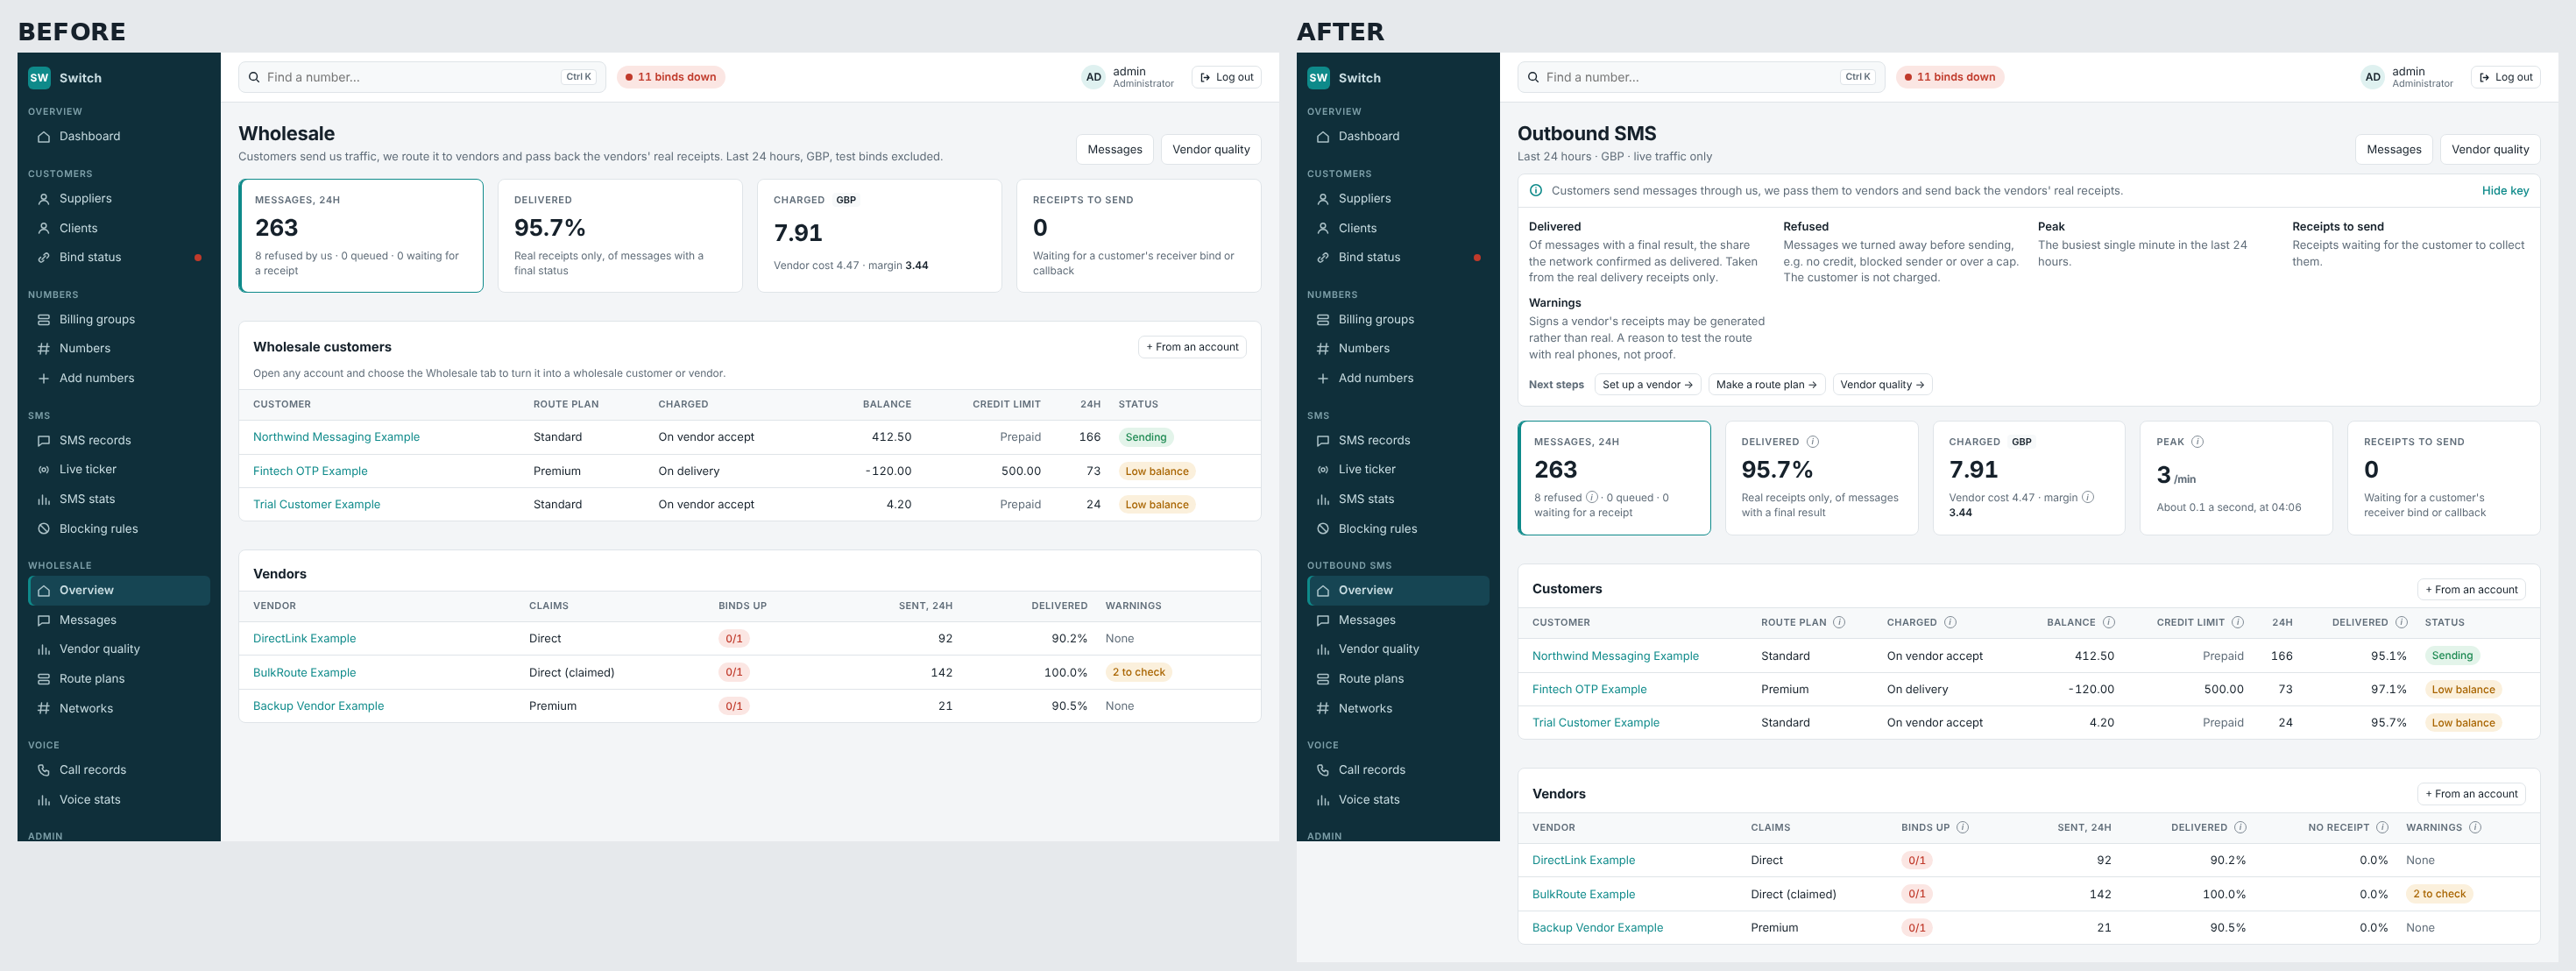 BEFORE
SW Switch
OVERVIEW
Dashboard
CUSTOMERS
Suppliers
Clients
Bind status
NUMBERS
Billing groups
Numbers
Add numbers
SMS
SMS records
Live ticker
SMS stats
Blocking rules
WHOLESALE
Overview
Messages
Vendor quality
Route plans
Networks
VOICE
Call records
Voice stats
ADMIN
Find a number... Ctrl K 11 binds down AD admin Log out
Administrator
Wholesale
Customers send us traffic, we route it to vendors and pass back the vendors' real receipts. Last 24 hours, GBP, test binds excluded.
Messages Vendor quality
MESSAGES, 24H
263
8 refused by us · 0 queued · 0 waiting for
a receipt
DELIVERED
95.7%
Real receipts only, of messages with a
final status
CHARGED GBP
7.91
Vendor cost 4.47 · margin 3.44
RECEIPTS TO SEND
0
Waiting for a customer's receiver bind or
callback
Wholesale customers + From an account
Open any account and choose the Wholesale tab to turn it into a wholesale customer or vendor.
CUSTOMER ROUTE PLAN CHARGED BALANCE CREDIT LIMIT 24H STATUS
Northwind Messaging Example Standard On vendor accept 412.50 Prepaid 166 Sending
Fintech OTP Example Premium On delivery -120.00 500.00 73 Low balance
Trial Customer Example Standard On vendor accept 4.20 Prepaid 24 Low balance
Vendors
VENDOR CLAIMS BINDS UP SENT, 24H DELIVERED WARNINGS
DirectLink Example Direct 0/1 92 90.2% None
BulkRoute Example Direct (claimed) 0/1 142 100.0% 2 to check
Backup Vendor Example Premium 0/1 21 90.5% None
AFTER
SW Switch
OVERVIEW
Dashboard
CUSTOMERS
Suppliers
Clients
Bind status
NUMBERS
Billing groups
Numbers
Add numbers
SMS
SMS records
Live ticker
SMS stats
Blocking rules
OUTBOUND SMS
Overview
Messages
Vendor quality
Route plans
Networks
VOICE
Call records
Voice stats
ADMIN
Find a number... Ctrl K 11 binds down AD admin Log out
Administrator
Outbound SMS
Last 24 hours · GBP · live traffic only
Messages Vendor quality
Customers send messages through us, we pass them to vendors and send back the vendors' real receipts. Hide key
Delivered
Of messages with a final result, the share
the network confirmed as delivered. Taken
from the real delivery receipts only.
Refused
Messages we turned away before sending,
e.g. no credit, blocked sender or over a cap.
The customer is not charged.
Peak
The busiest single minute in the last 24
hours.
Receipts to send
Receipts waiting for the customer to collect
them.
Warnings
Signs a vendor's receipts may be generated
rather than real. A reason to test the route
with real phones, not proof.
Next steps Set up a vendor → Make a route plan → Vendor quality →
MESSAGES, 24H
263
8 refused i · 0 queued · 0
waiting for a receipt
DELIVERED i
95.7%
Real receipts only, of messages
with a final result
CHARGED GBP
7.91
Vendor cost 4.47 · margin i
3.44
PEAK i
3 /min
About 0.1 a second, at 04:06
RECEIPTS TO SEND
0
Waiting for a customer's
receiver bind or callback
Customers + From an account
CUSTOMER ROUTE PLAN i CHARGED i BALANCE i CREDIT LIMIT i 24H DELIVERED i STATUS
Northwind Messaging Example Standard On vendor accept 412.50 Prepaid 166 95.1% Sending
Fintech OTP Example Premium On delivery -120.00 500.00 73 97.1% Low balance
Trial Customer Example Standard On vendor accept 4.20 Prepaid 24 95.7% Low balance
Vendors + From an account
VENDOR CLAIMS BINDS UP i SENT, 24H DELIVERED i NO RECEIPT i WARNINGS i
DirectLink Example Direct 0/1 92 90.2% 0.0% None
BulkRoute Example Direct (claimed) 0/1 142 100.0% 0.0% 2 to check
Backup Vendor Example Premium 0/1 21 90.5% 0.0% None